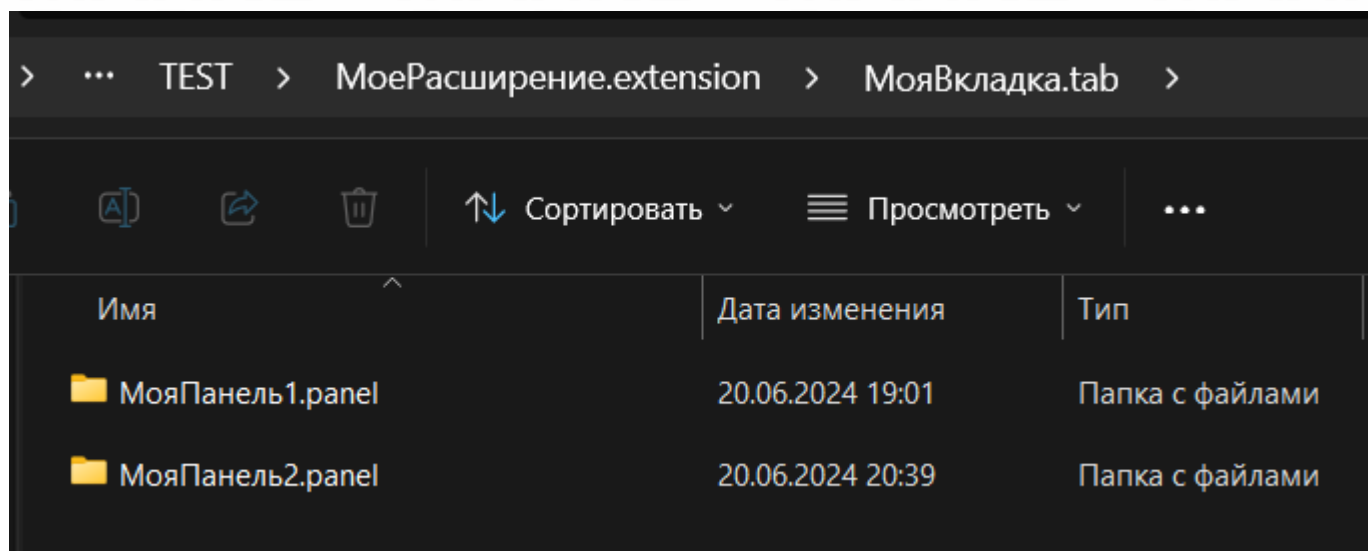 > ... TEST > МоеРасширение.extension > МояВкладка.tab >
Сортировать Просмотреть ...
Имя Дата изменения Тип
МояПанель1.panel 20.06.2024 19:01 Папка с файлами
МояПанель2.panel 20.06.2024 20:39 Папка с файлами